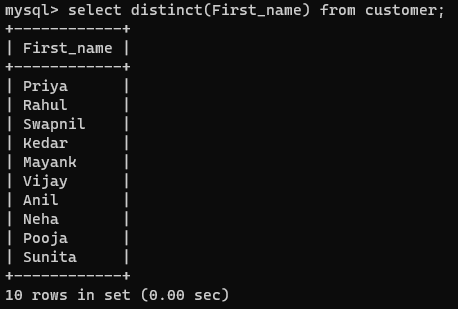 mysql> select distinct(First_name) from customer;
+------------+
| First_name |
+------------+
| Priya      |
| Rahul      |
| Swapnil    |
| Kedar      |
| Mayank     |
| Vijay      |
| Anil       |
| Neha       |
| Pooja      |
| Sunita     |
+------------+
10 rows in set (0.00 sec)